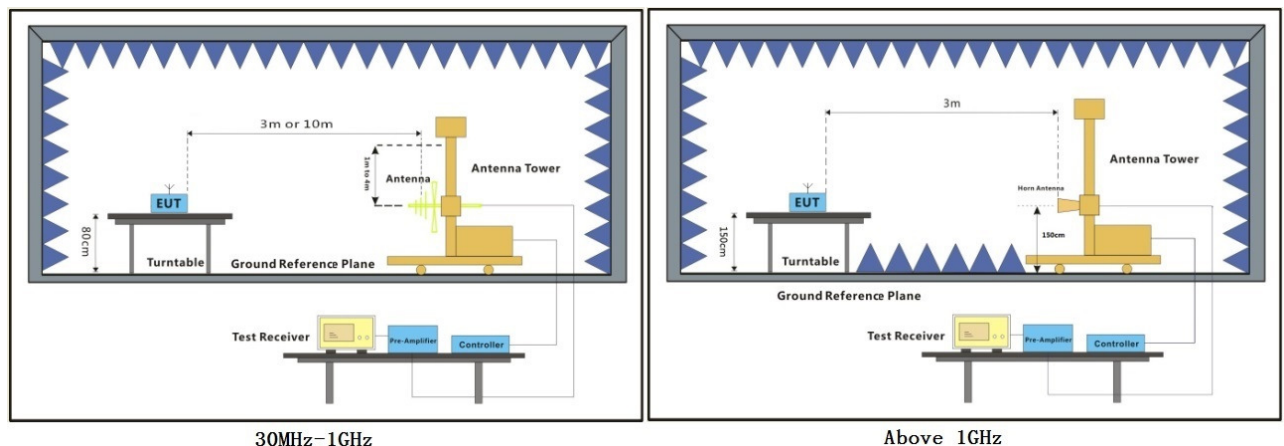 3m or 10m
1m to 4m
Antenna
Antenna Tower
EUT
80cm
Turntable
Ground Reference Plane
Test Receiver
Pre-Amplifier
Controller
30MHz-1GHz
3m
Antenna Tower
Horn Antenna
EUT
150cm
150cm
Turntable
Ground Reference Plane
Test Receiver
Pre-Amplifier
Controller
Above 1GHz